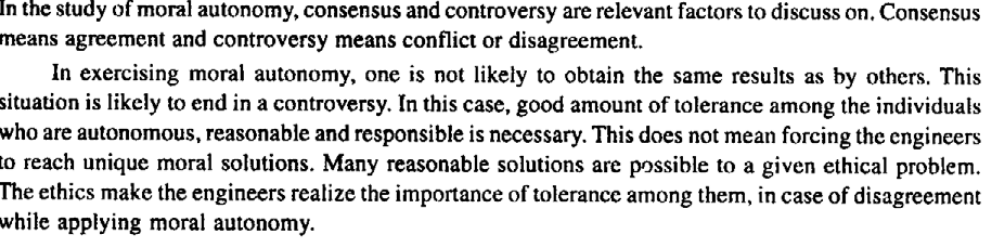 In the study of moral autonomy, consensus and controversy are relevant factors to discuss on. Consensus
means agreement and controversy means conflict or disagreement.
In exercising moral autonomy, one is not likely to obtain the same results as by others. This
situation is likely to end in a controversy. In this case, good amount of tolerance among the individuals
who are autonomous, reasonable and responsible is necessary. This does not mean forcing the engineers
to reach unique moral solutions. Many reasonable solutions are possible to a given ethical problem.
The ethics make the engineers realize the importance of tolerance among them, in case of disagreement
while applying moral autonomy.